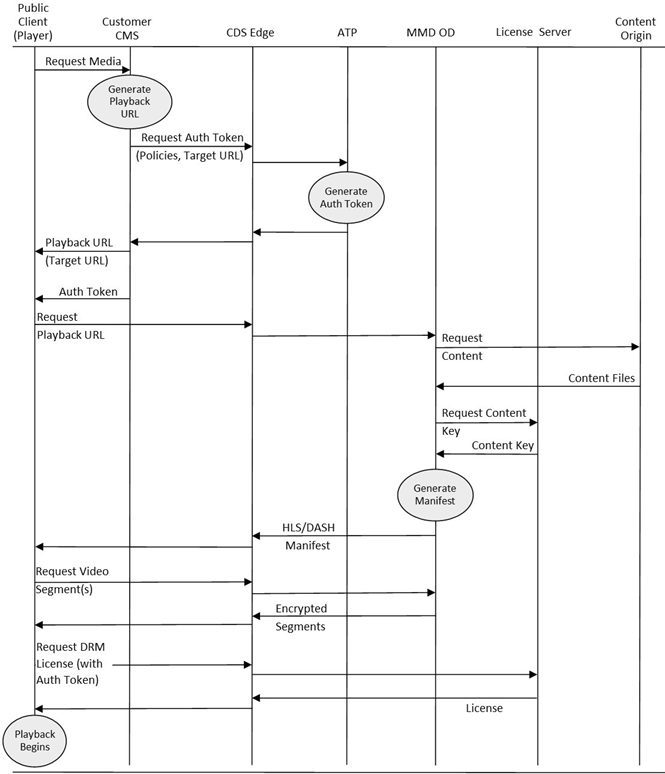 Public
Client
(Player)
Customer
CMS
CDS Edge
ATP
MMD OD
License Server
Content
Origin
Request Media
Generate
Playback
URL
Request Auth Token
(Policies, Target URL)
Generate
Auth Token
Playback URL
(Target URL)
Auth Token
Request
Playback URL
Request
Content
Content Files
Request Content
Key
Content Key
Generate
Manifest
HLS/DASH
Manifest
Request Video
Segment(s)
Encrypted
Segments
Request DRM
License (with
Auth Token)
License
Playback
Begins